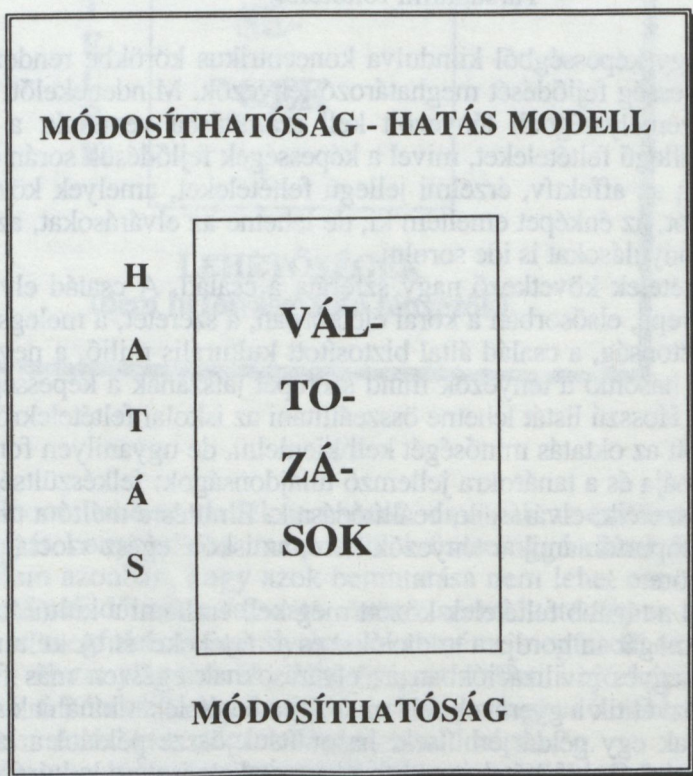 MÓDOSÍTHATÓSÁG - HATÁS MODELL
H
A
T
Á
S
VÁL-
TO-
ZÁ-
SOK
MÓDOSÍTHATÓSÁG